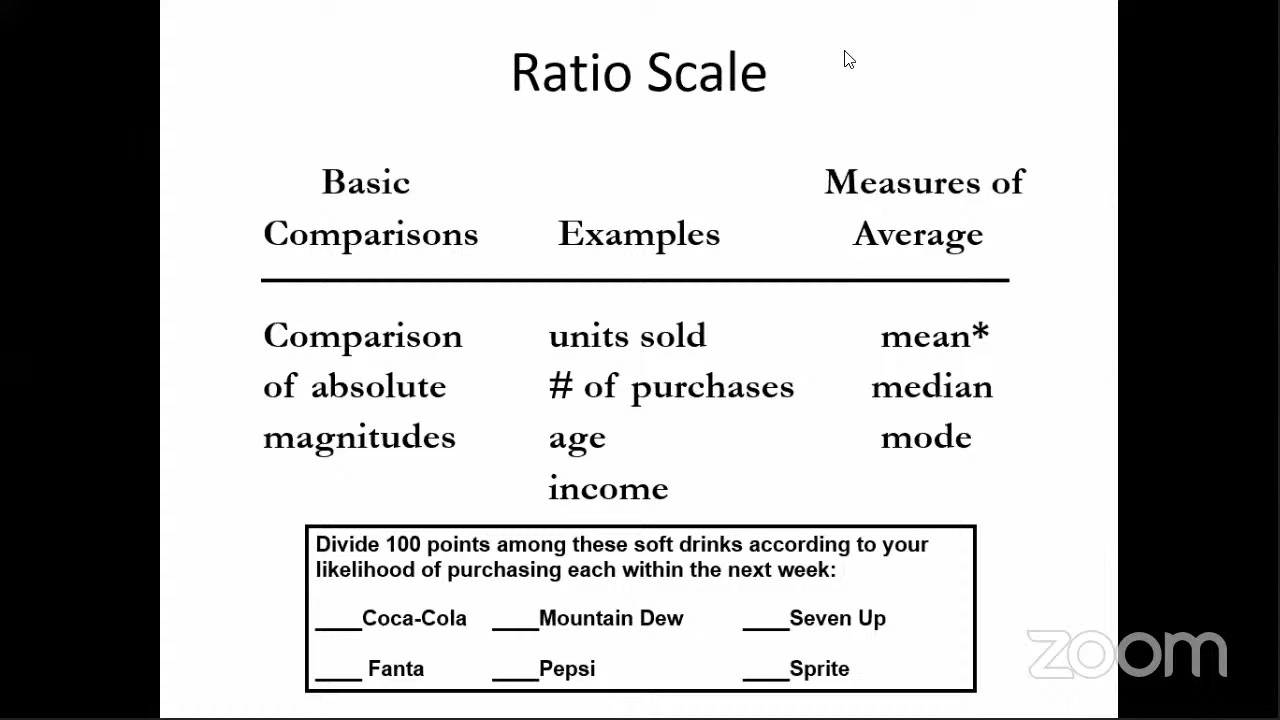 Ratio Scale
Basic Comparisons
Examples
Measures of Average
Comparison of absolute magnitudes
units sold
# of purchases
age
income
mean*
median
mode
Divide 100 points among these soft drinks according to your
likelihood of purchasing each within the next week:
____Coca-Cola ____Mountain Dew ____Seven Up
____ Fanta ____Pepsi ____Sprite
zoom